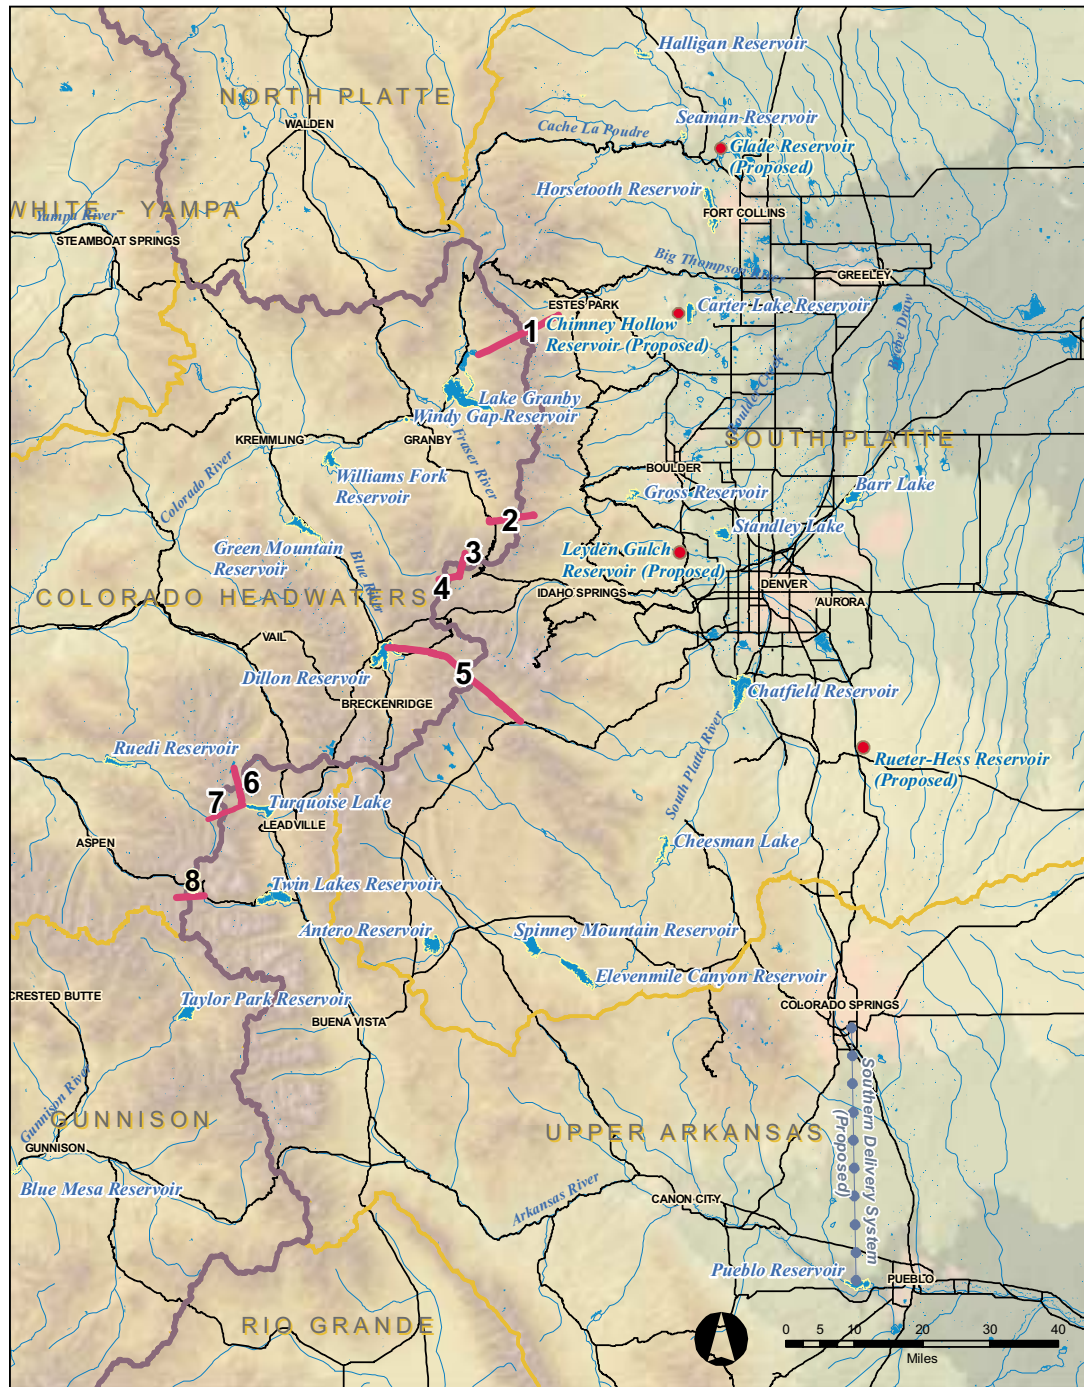 Halligan Reservoir
NORTH PLATTE
Seaman Reservoir
WALDEN
Cache La Poudre
Glade Reservoir
(Proposed)
Horsetooth Reservoir
WHITE - YAMPA
Yampa River
FORT COLLINS
STEAMBOAT SPRINGS
Big Thompson River
GREELEY
ESTES PARK
Carter Lake Reservoir
Chimney Hollow
Reservoir (Proposed)
1
Beebe Draw
Boulder Creek
Lake Granby
Windy Gap Reservoir
KREMMLING
GRANBY
SOUTH PLATTE
Fraser River
Colorado River
Williams Fork
Reservoir
BOULDER
Gross Reservoir
Barr Lake
2
Standley Lake
Green Mountain
Reservoir
Blue River
3
Leyden Gulch
Reservoir (Proposed)
4
COLORADO HEADWATERS
IDAHO SPRINGS
DENVER
AURORA
VAIL
Dillon Reservoir
5
BRECKENRIDGE
Chatfield Reservoir
South Platte River
Ruedi Reservoir
Rueter-Hess Reservoir
(Proposed)
6
7
Turquoise Lake
LEADVILLE
ASPEN
Cheesman Lake
8
Twin Lakes Reservoir
Antero Reservoir
Spinney Mountain Reservoir
Elevenmile Canyon Reservoir
CRESTED BUTTE
Taylor Park Reservoir
COLORADO SPRINGS
BUENA VISTA
Gunnison River
GUNNISON
UPPER ARKANSAS
Southern Delivery System
(Proposed)
GUNNISON
Blue Mesa Reservoir
Arkansas River
CANON CITY
Pueblo Reservoir
PUEBLO
RIO GRANDE
0 5 10 20 30 40
Miles